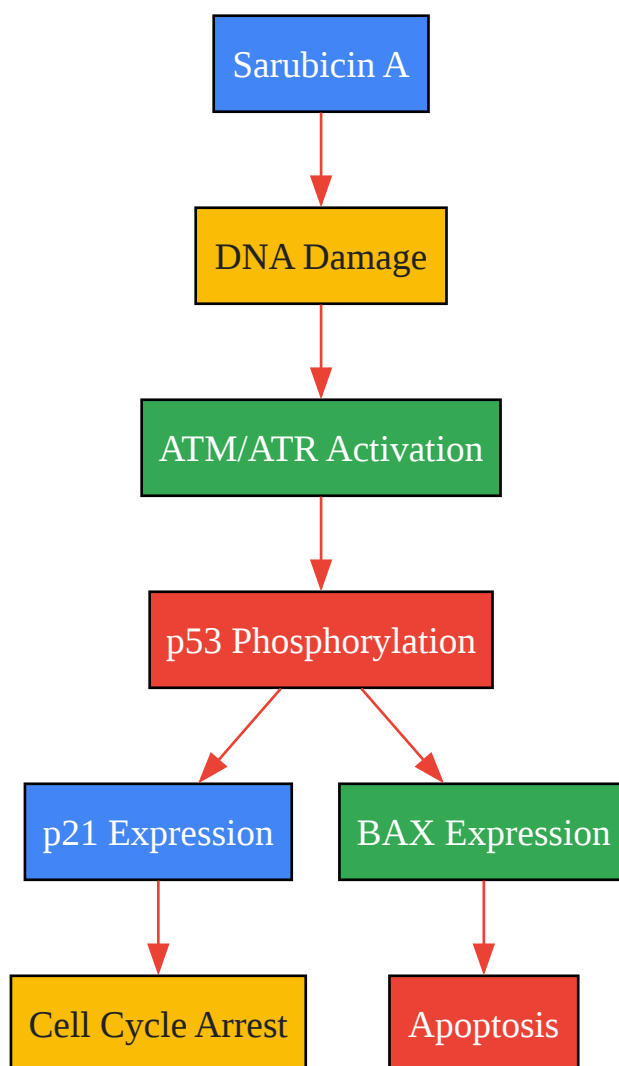 Sarubicin A
DNA Damage
ATM/ATR Activation
p53 Phosphorylation
p21 Expression
BAX Expression
Cell Cycle Arrest
Apoptosis